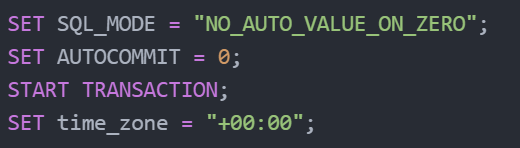 SET SQL_MODE = "NO_AUTO_VALUE_ON_ZERO";
SET AUTOCOMMIT = 0;
START TRANSACTION;
SET time_zone = "+00:00";